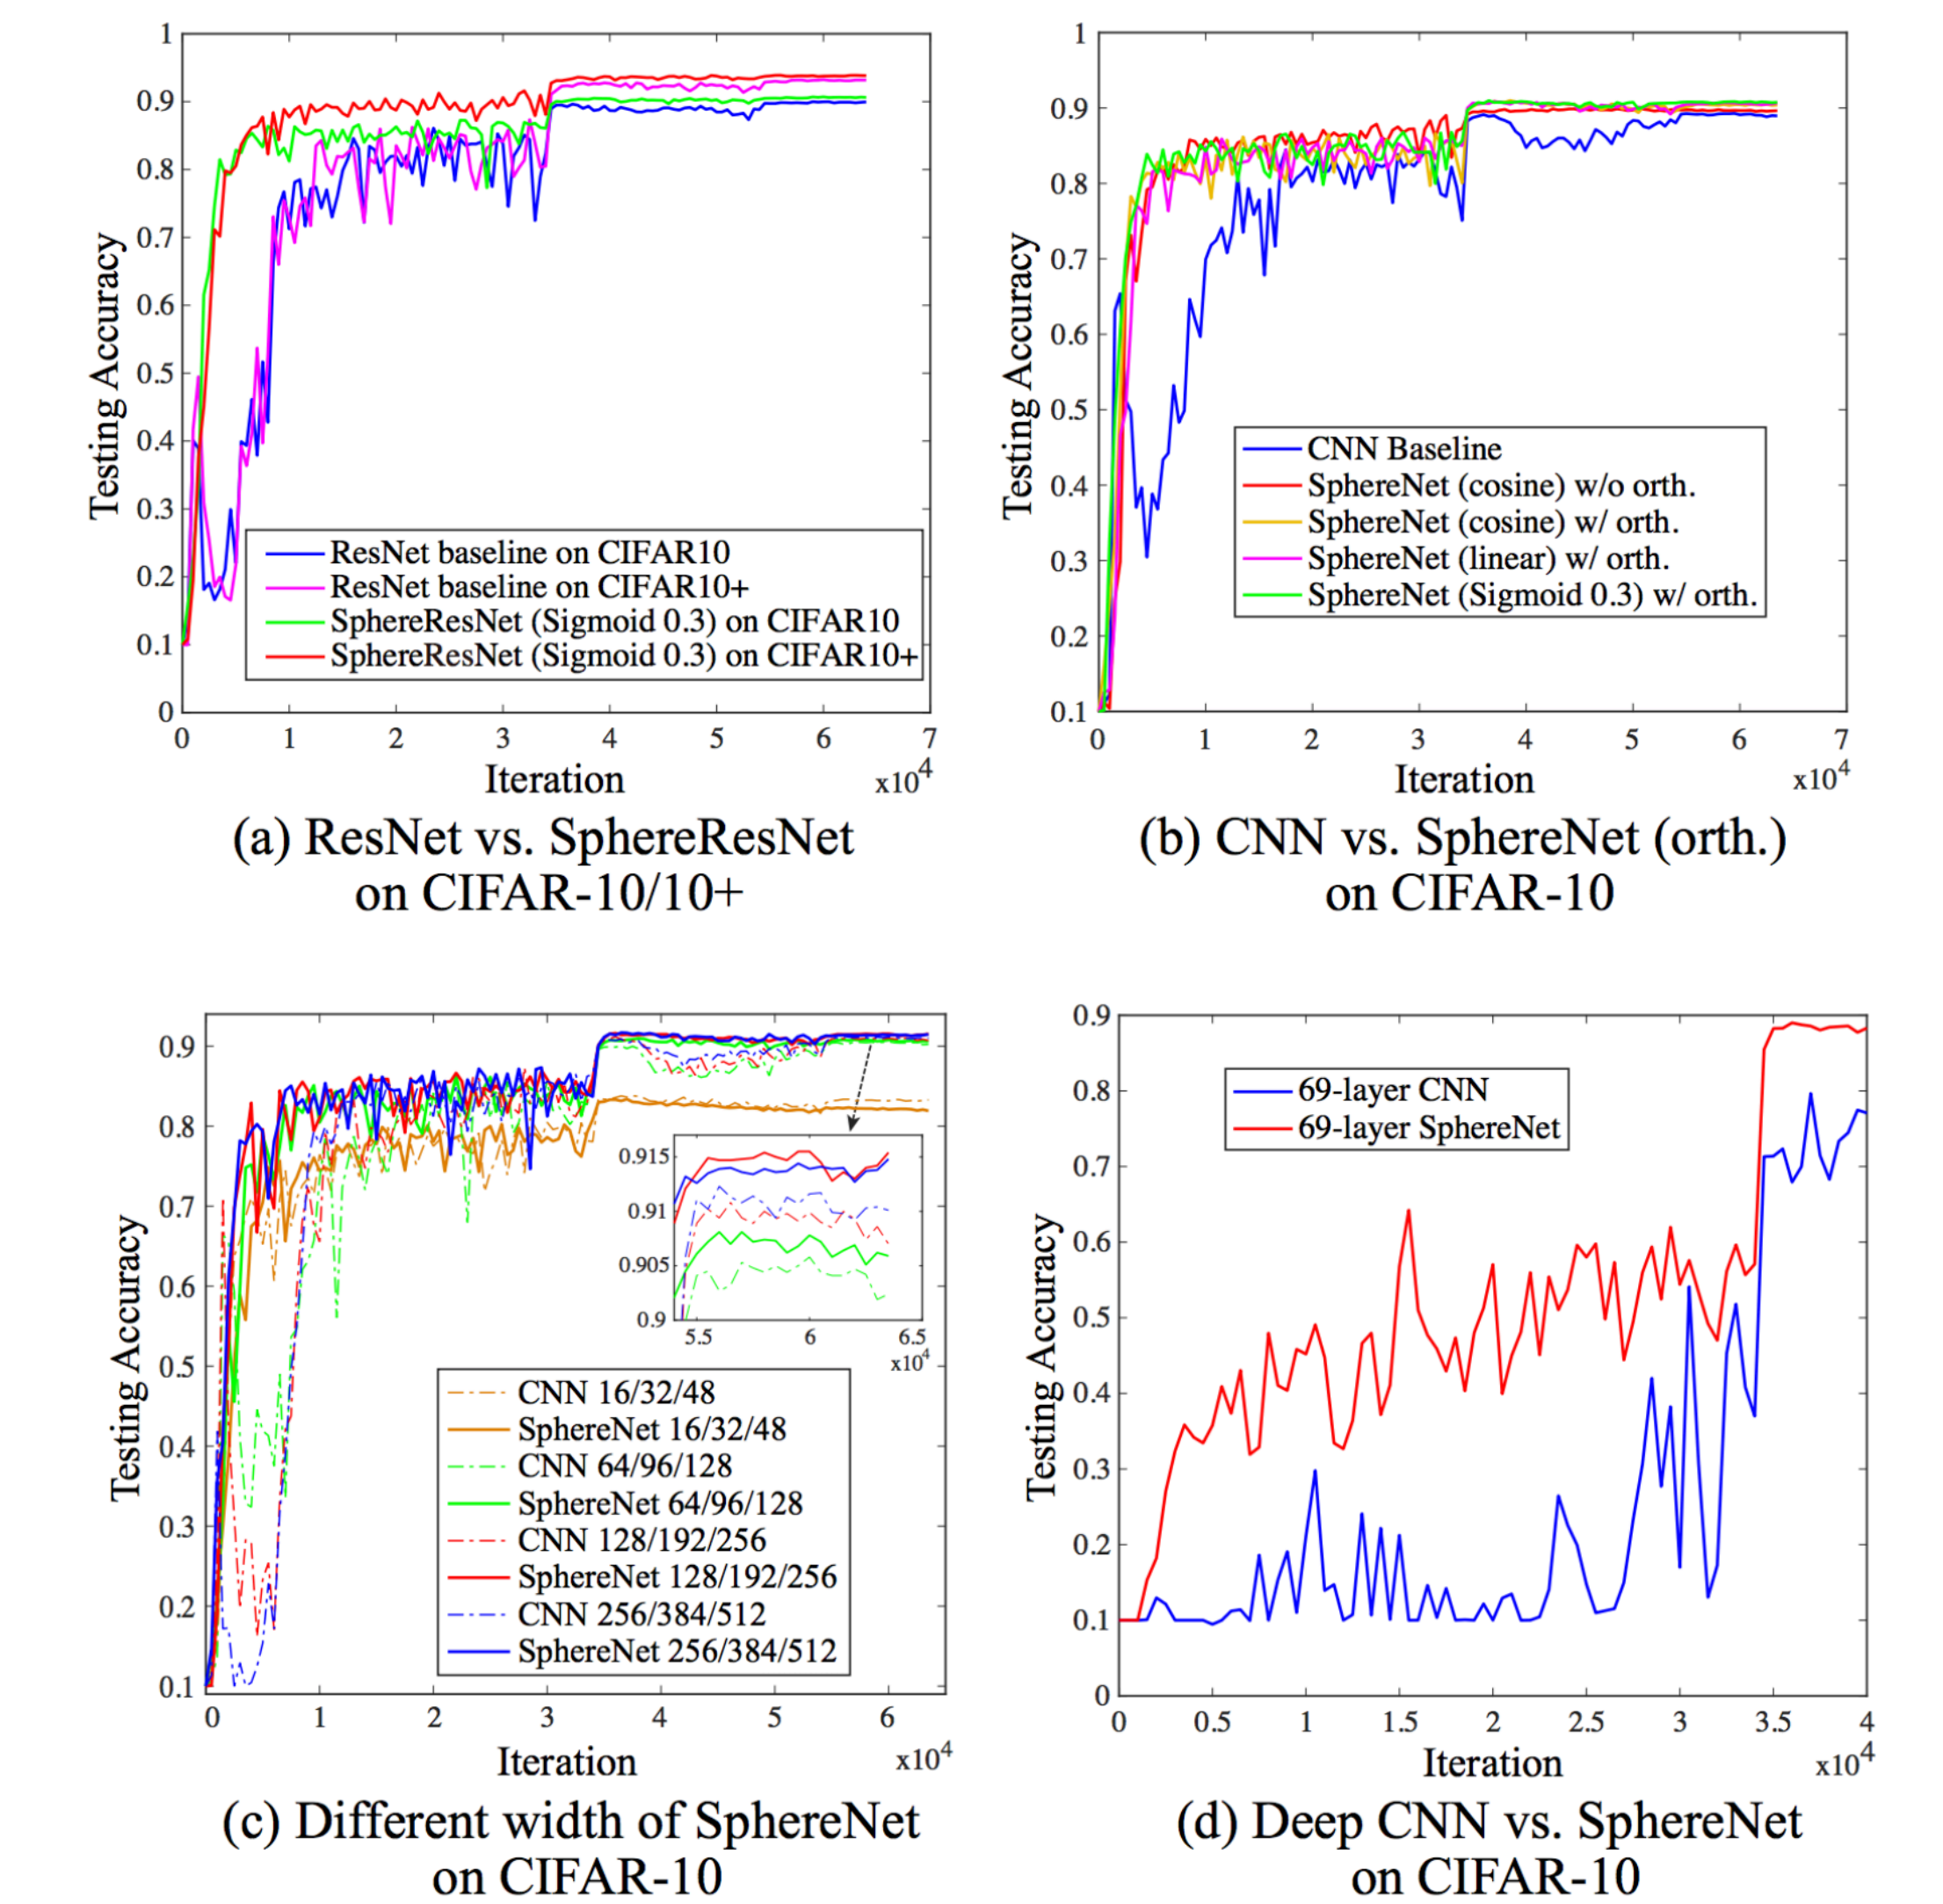 1
0.9
0.8
0.7
0.6
0.5
0.4
0.3
0.2
0.1
0
Testing Accuracy
ResNet baseline on CIFAR10
ResNet baseline on CIFAR10+
SphereResNet (Sigmoid 0.3) on CIFAR10
SphereResNet (Sigmoid 0.3) on CIFAR10+
0 1 2 3 4 5 6 7
Iteration x10⁴
(a) ResNet vs. SphereResNet
on CIFAR-10/10+
1
0.9
0.8
0.7
0.6
0.5
0.4
0.3
0.2
0.1
Testing Accuracy
CNN Baseline
SphereNet (cosine) w/o orth.
SphereNet (cosine) w/ orth.
SphereNet (linear) w/ orth.
SphereNet (Sigmoid 0.3) w/ orth.
0 1 2 3 4 5 6 7
Iteration x10⁴
(b) CNN vs. SphereNet (orth.)
on CIFAR-10
0.9
0.8
0.7
0.6
0.5
0.4
0.3
0.2
0.1
Testing Accuracy
0.915
0.91
0.905
0.9
5.5 6 6.5
x10⁴
CNN 16/32/48
SphereNet 16/32/48
CNN 64/96/128
SphereNet 64/96/128
CNN 128/192/256
SphereNet 128/192/256
CNN 256/384/512
SphereNet 256/384/512
0 1 2 3 4 5 6
Iteration x10⁴
(c) Different width of SphereNet
on CIFAR-10
0.9
0.8
0.7
0.6
0.5
0.4
0.3
0.2
0.1
0
Testing Accuracy
69-layer CNN
69-layer SphereNet
0 0.5 1 1.5 2 2.5 3 3.5 4
Iteration x10⁴
(d) Deep CNN vs. SphereNet
on CIFAR-10